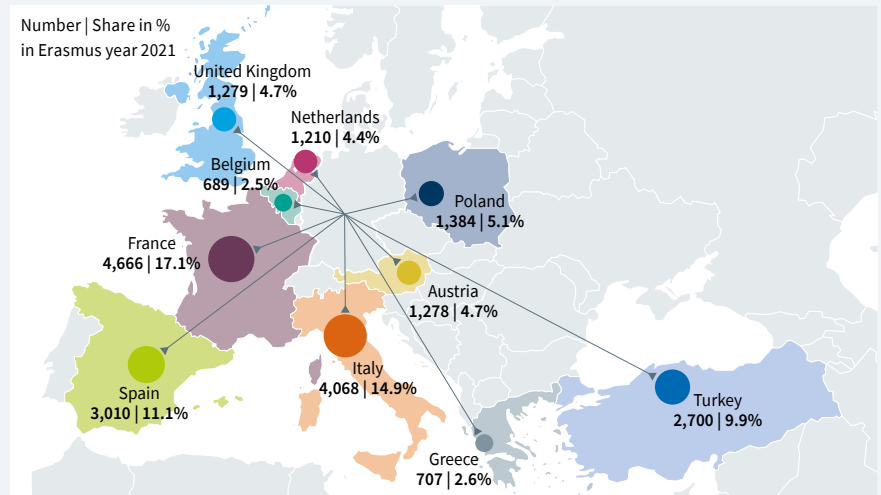 Number | Share in %
in Erasmus year 2021
United Kingdom
1,279 | 4.7%
Netherlands
1,210 | 4.4%
Belgium
689 | 2.5%
Poland
1,384 | 5.1%
France
4,666 | 17.1%
Austria
1,278 | 4.7%
Italy
4,068 | 14.9%
Spain
3,010 | 11.1%
Turkey
2,700 | 9.9%
Greece
707 | 2.6%